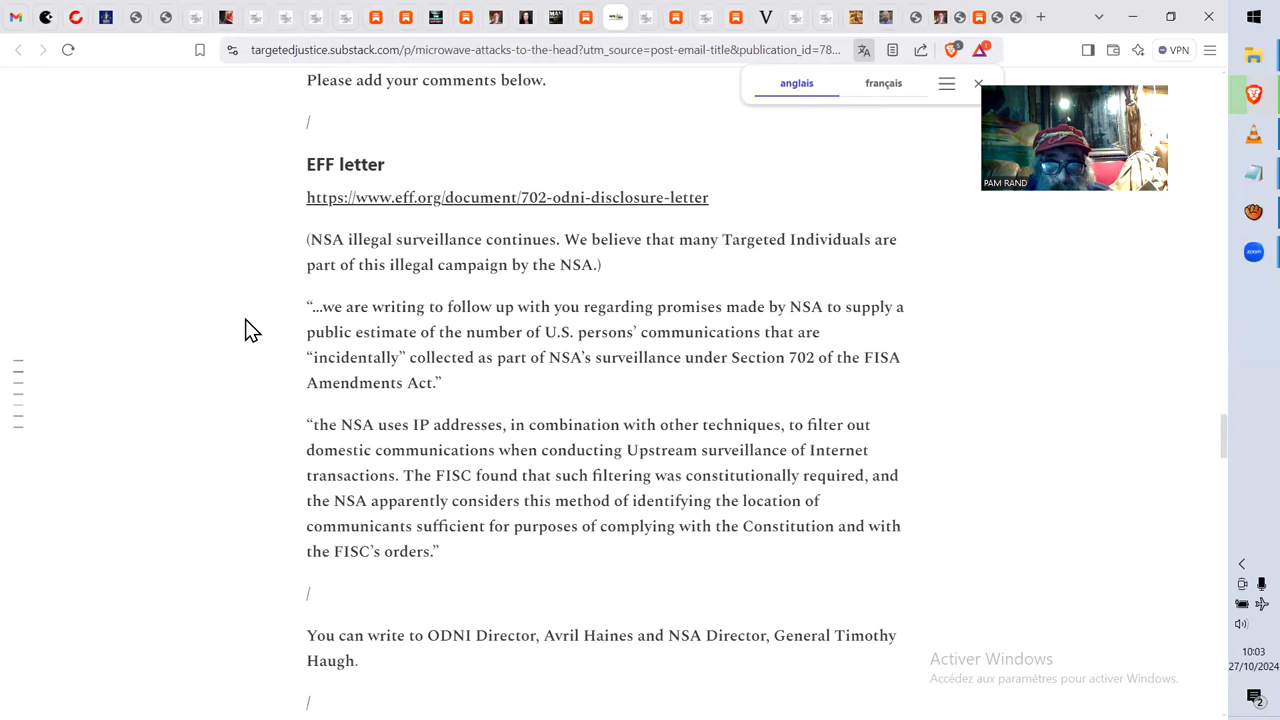 targetedjustice.substack.com/p/microwave-attacks-to-the-head?utm_source=post-email-title&publication_id=78...
5
1
VPN
anglais
français
Please add your comments below.
PAM RAND
/
EFF letter
https://www.eff.org/document/702-odni-disclosure-letter
(NSA illegal surveillance continues. We believe that many Targeted Individuals are
part of this illegal campaign by the NSA.)
“…we are writing to follow up with you regarding promises made by NSA to supply a
public estimate of the number of U.S. persons’ communications that are
“incidentally” collected as part of NSA’s surveillance under Section 702 of the FISA
Amendments Act.”
“the NSA uses IP addresses, in combination with other techniques, to filter out
domestic communications when conducting Upstream surveillance of Internet
transactions. The FISC found that such filtering was constitutionally required, and
the NSA apparently considers this method of identifying the location of
communicants sufficient for purposes of complying with the Constitution and with
the FISC’s orders.”
/
You can write to ODNI Director, Avril Haines and NSA Director, General Timothy
Haugh.
/
Activer Windows
Accédez aux paramètres pour activer Windows.
zoom
10:03
27/10/2024
2